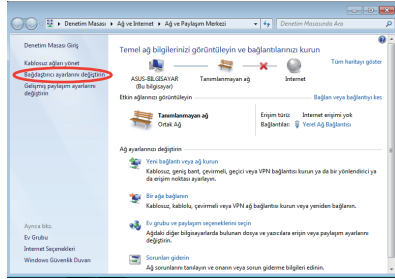 Denetim Masası ▸ Ağ ve Internet ▸ Ağ ve Paylaşım Merkezi
Denetim Masasında Ara
Denetim Masası Giriş
Kablosuz ağları yönet
Bağdaştırıcı ayarlarını değiştirin
Gelişmiş paylaşım ayarlarını
değiştirin
Temel ağ bilgilerinizi görüntüleyin ve bağlantılarınızı kurun
Tüm haritayı göster
ASUS-BİLGİSAYAR
(Bu bilgisayar)
Tanımlanmayan ağ
Internet
Etkin ağlarınızı görüntüleyin
Bağlan veya bağlantıyı kes
Tanımlanmayan ağ
Ortak Ağ
Erişim türü: Internet erişimi yok
Bağlantılar: Yerel Ağ Bağlantısı
Ağ ayarlarınızı değiştirin
Yeni bağlantı veya ağ kurun
Kablosuz, geniş bant, çevirmeli, geçici veya VPN bağlantısı kurun ya da bir yönlendirici ya
da erişim noktası ayarlayın.
Bir ağa bağlanın
Kablosuz, kablolu, çevirmeli veya VPN ağ bağlantısı kurun veya yeniden bağlanın.
Ev grubu ve paylaşım seçeneklerini seçin
Ağdaki diğer bilgisayarlarda bulunan dosya ve yazıcılara erişin veya paylaşım ayarlarını
değiştirin.
Sorunları giderin
Ağ sorunlarını tanılayın ve onarın veya sorun giderme bilgileri edinin.
Ayrıca bkz.
Ev Grubu
Internet Seçenekleri
Windows Güvenlik Duvarı